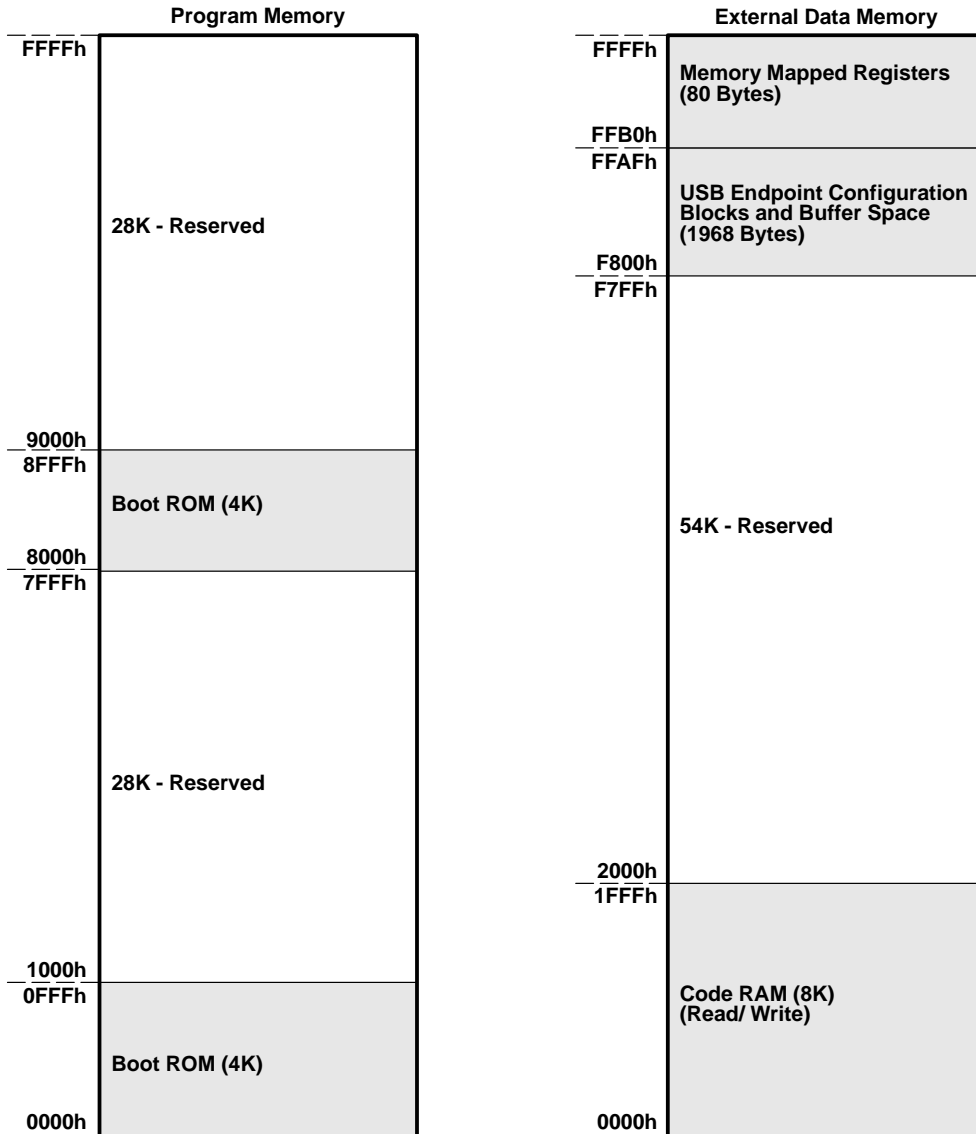 Program Memory
FFFFh
28K - Reserved
9000h
8FFFh
Boot ROM (4K)
8000h
7FFFh
28K - Reserved
1000h
0FFFh
Boot ROM (4K)
0000h
External Data Memory
FFFFh
Memory Mapped Registers
(80 Bytes)
FFB0h
FFAFh
USB Endpoint Configuration
Blocks and Buffer Space
(1968 Bytes)
F800h
F7FFh
54K - Reserved
2000h
1FFFh
Code RAM (8K)
(Read/ Write)
0000h